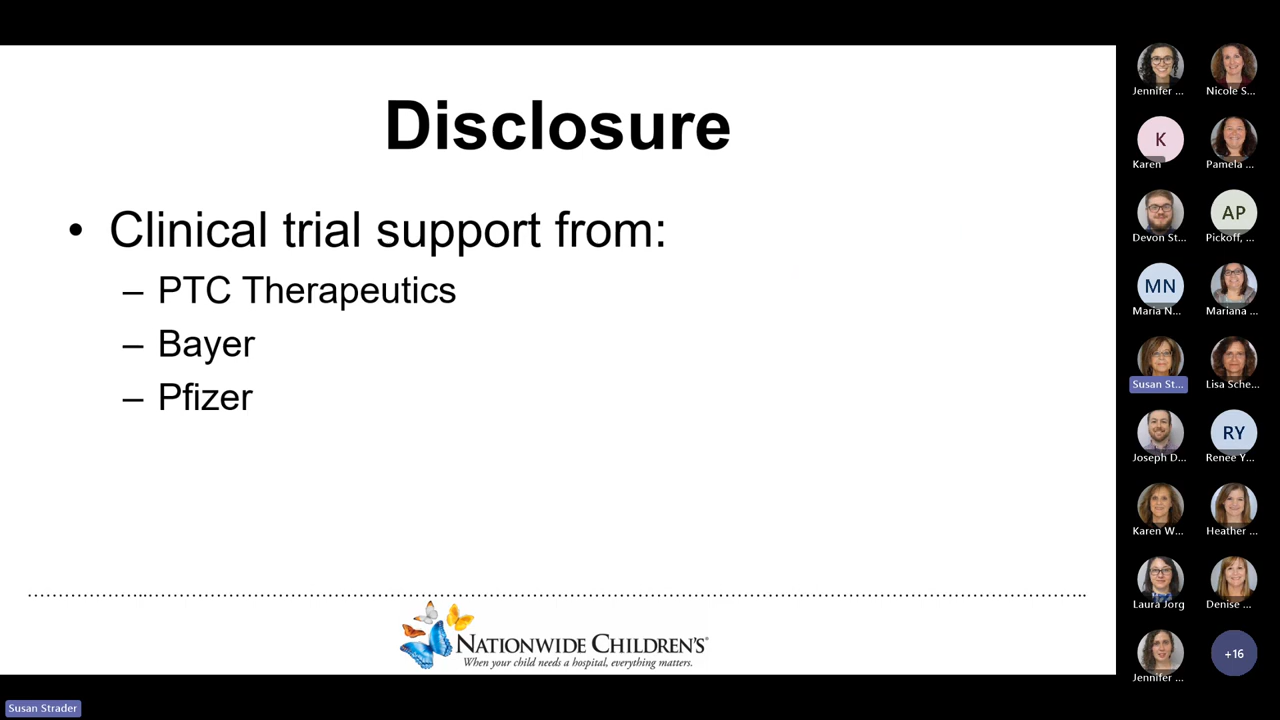 Disclosure
• Clinical trial support from:
– PTC Therapeutics
– Bayer
– Pfizer
NATIONWIDE CHILDREN'S®
When your child needs a hospital, everything matters.
Jennifer ...
Nicole S...
K
Karen
Pamela ...
Devon St...
AP
Pickoff, ...
MN
Maria N...
Mariana ...
Susan St...
Lisa Sche...
Joseph D...
RY
Renee Y...
Karen W...
Heather ...
Laura Jorg
Denise ...
Jennifer ...
+16
Susan Strader